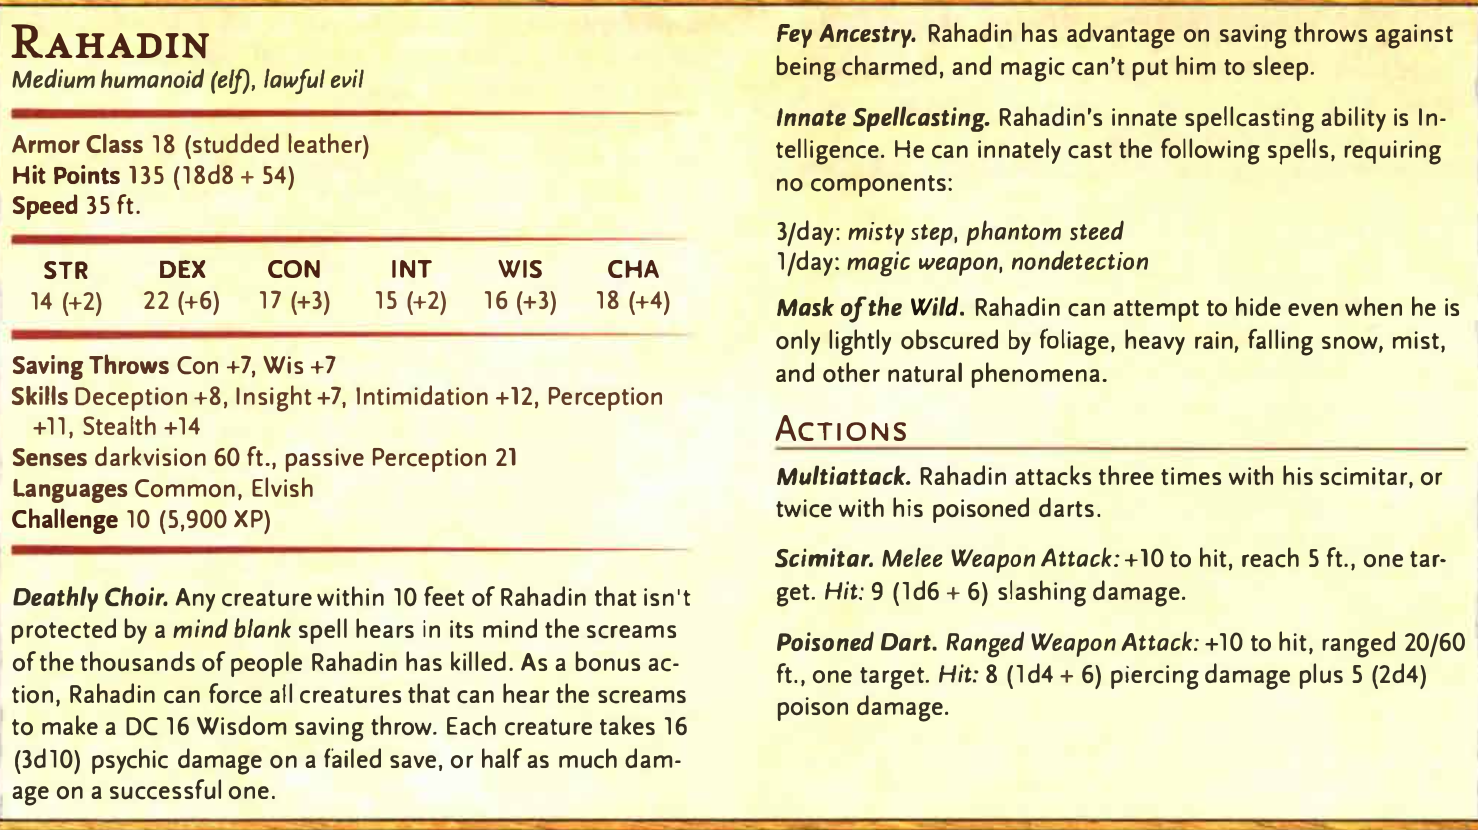 RAHADIN
Medium humanoid (elf), lawful evil
Armor Class 18 (studded leather)
Hit Points 135 (18d8 + 54)
Speed 35 ft.
STR DEX CON INT WIS CHA
14 (+2) 22 (+6) 17 (+3) 15 (+2) 16 (+3) 18 (+4)
Saving Throws Con +7, Wis +7
Skills Deception +8, Insight +7, Intimidation +12, Perception
+11, Stealth +14
Senses darkvision 60 ft., passive Perception 21
Languages Common, Elvish
Challenge 10 (5,900 XP)
Deathly Choir. Any creature within 10 feet of Rahadin that isn't
protected by a mind blank spell hears in its mind the screams
of the thousands of people Rahadin has killed. As a bonus ac-
tion, Rahadin can force all creatures that can hear the screams
to make a DC 16 Wisdom saving throw. Each creature takes 16
(3d10) psychic damage on a failed save, or half as much dam-
age on a successful one.
Fey Ancestry. Rahadin has advantage on saving throws against
being charmed, and magic can't put him to sleep.
Innate Spellcasting. Rahadin's innate spellcasting ability is In-
telligence. He can innately cast the following spells, requiring
no components:
3/day: misty step, phantom steed
1/day: magic weapon, nondetection
Mask of the Wild. Rahadin can attempt to hide even when he is
only lightly obscured by foliage, heavy rain, falling snow, mist,
and other natural phenomena.
ACTIONS
Multiattack. Rahadin attacks three times with his scimitar, or
twice with his poisoned darts.
Scimitar. Melee Weapon Attack: +10 to hit, reach 5 ft., one tar-
get. Hit: 9 (1d6 + 6) slashing damage.
Poisoned Dart. Ranged Weapon Attack: +10 to hit, ranged 20/60
ft., one target. Hit: 8 (1d4 + 6) piercing damage plus 5 (2d4)
poison damage.